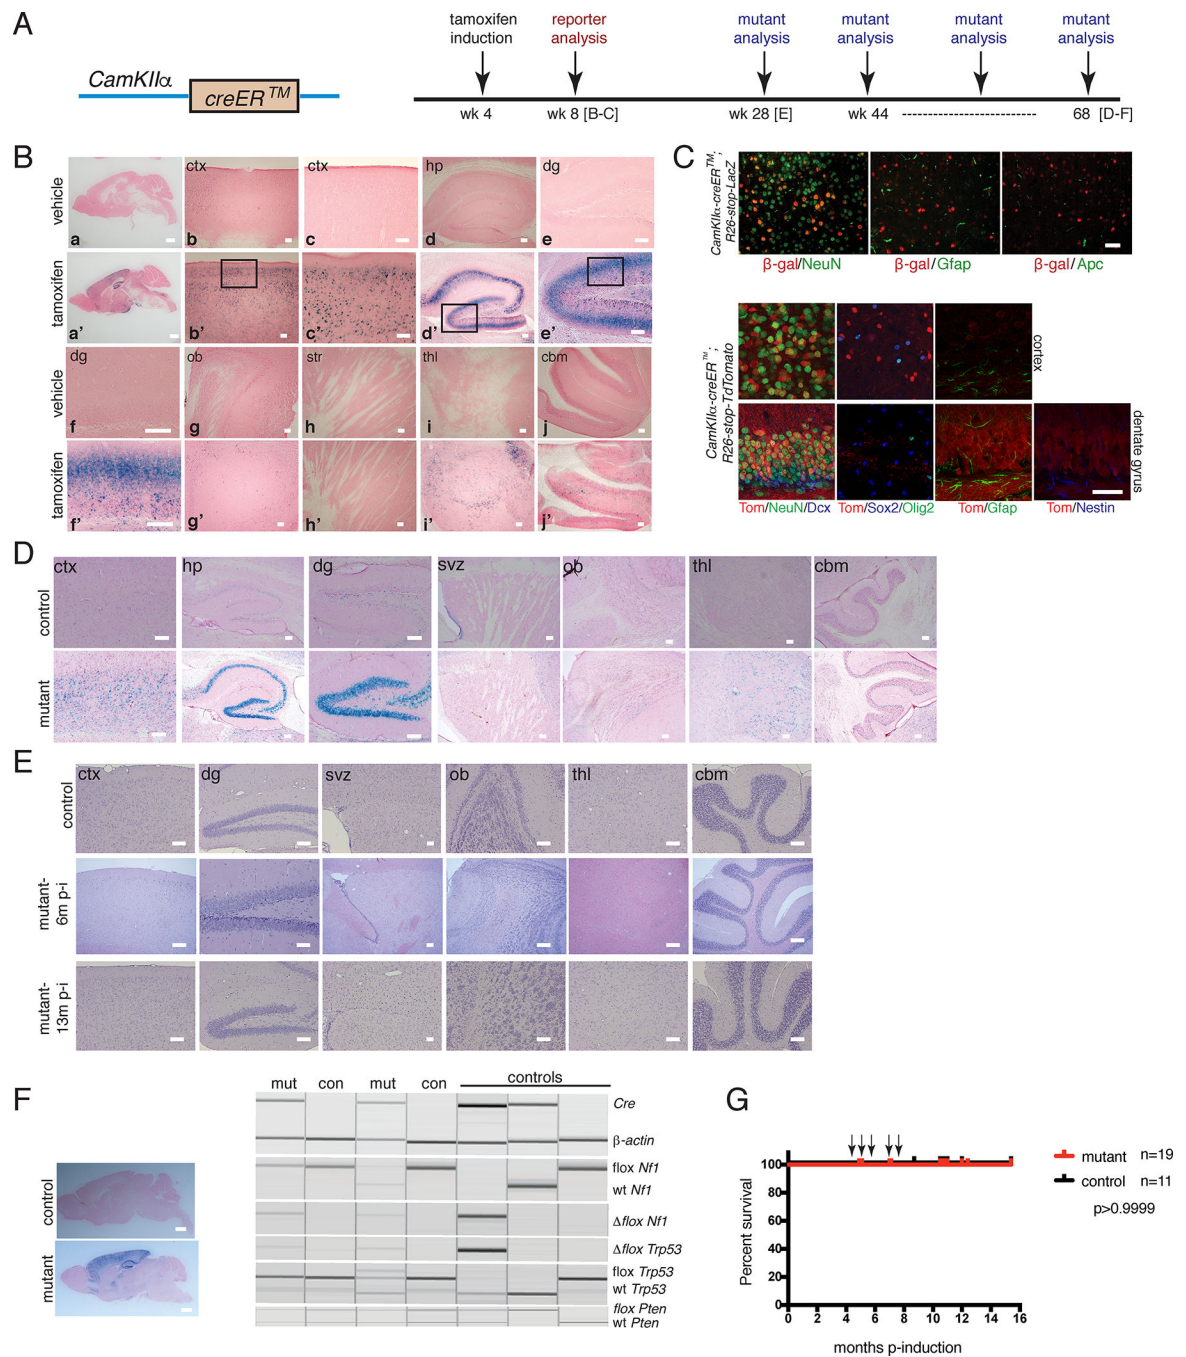 A
CamKIIα
creER™
tamoxifen induction
reporter analysis
mutant analysis
mutant analysis
mutant analysis
mutant analysis
wk 4
wk 8 [B-C]
wk 28 [E]
wk 44
68 [D-F]
B
vehicle
a
ctx
b
ctx
c
hp
d
dg
e
tamoxifen
a'
b'
c'
d'
e'
vehicle
dg
f
ob
g
str
h
thl
i
cbm
j
tamoxifen
f'
g'
h'
i'
j'
C
CamKIIα-creER™;
R26-stop-LacZ
β-gal/NeuN
β-gal/Gfap
β-gal/Apc
CamKIIα-creER™;
R26-stop-TdTomato
cortex
dentate gyrus
Tom/NeuN/Dcx
Tom/Sox2/Olig2
Tom/Gfap
Tom/Nestin
D
ctx
hp
dg
svz
ob
thl
cbm
control
mutant
E
ctx
dg
svz
ob
thl
cbm
control
mutant-
6m p-i
mutant-
13m p-i
F
control
mutant
mut
con
mut
con
controls
Cre
β-actin
flox Nf1
wt Nf1
Δflox Nf1
Δflox Trp53
flox Trp53
wt Trp53
flox Pten
wt Pten
G
Percent survival
100
80
60
40
20
0
0 2 4 6 8 10 12 14 16
months p-induction
mutant n=19
control n=11
p>0.9999